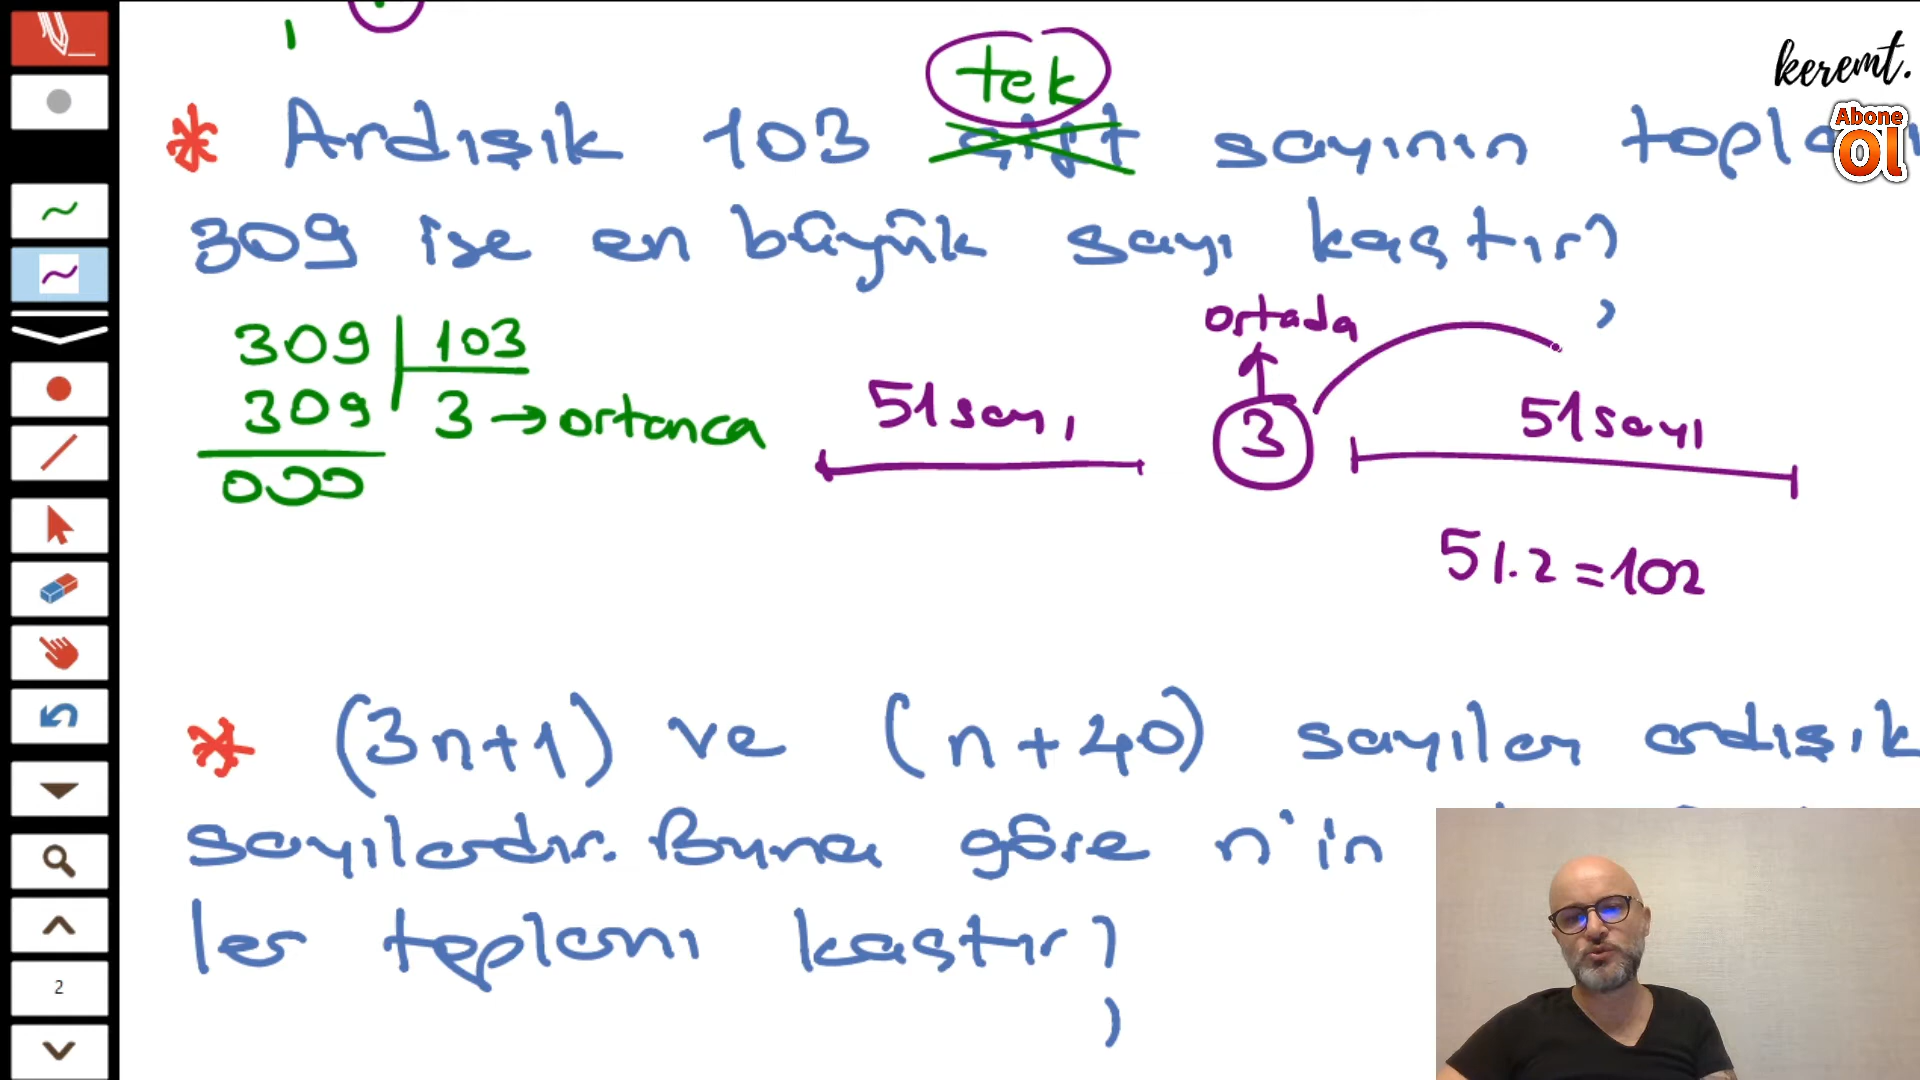 keremt.
Abone
Ol
tek
* Ardışık 103 çift sayının topla
309 ise en büyük sayı kaçtır?
309 103
309 3 → ortanca
000
51 sayı
ortada
3
51 sayı
51.2=102
* (3n+1) ve (n+40) sayıları ardışık
sayılardır. Buna göre n'in
ler toplamı kaçtır?
2